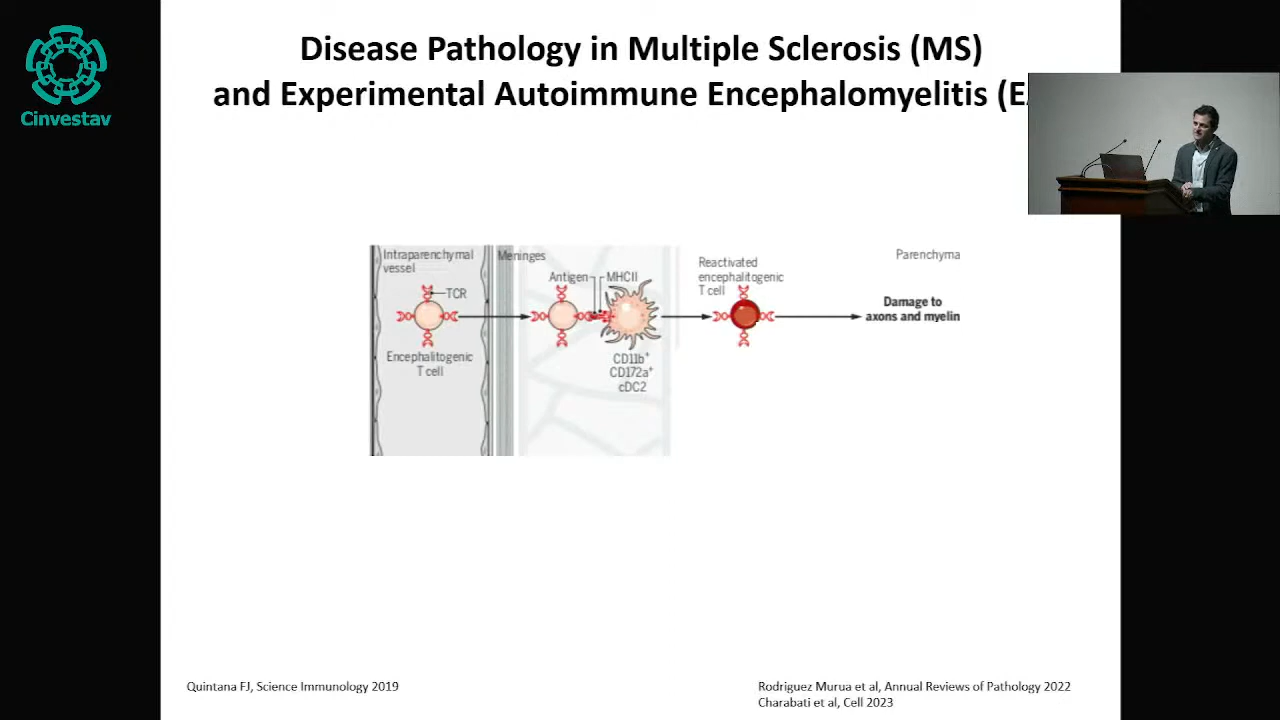 Cinvestav
Disease Pathology in Multiple Sclerosis (MS)
and Experimental Autoimmune Encephalomyelitis
Intraparenchymal
vessel
TCR
Encephalitogenic
T cell
Meninges
Antigen
MHCII
CD11b⁺
CD172a⁺
cDC2
Reactivated
encephalitogenic
T cell
Parenchyma
Damage to
axons and myelin
Quintana FJ, Science Immunology 2019
Rodriguez Murua et al, Annual Reviews of Pathology 2022
Charabati et al, Cell 2023